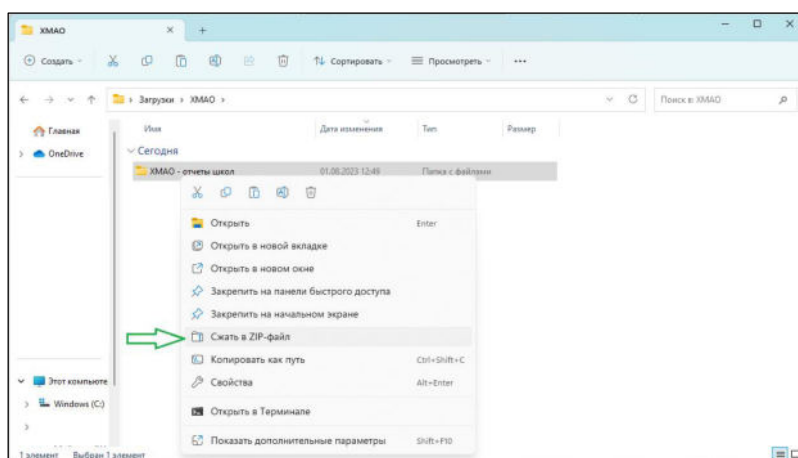 ХМАО
Создать
Сортировать
Просмотреть
Загрузки › ХМАО ›
Поиск в: ХМАО
Главная
OneDrive
Имя Дата изменения Тип Размер
Сегодня
ХМАО - отчеты школ 01.08.2023 12:49 Папка с файлами
Открыть Enter
Открыть в новой вкладке
Открыть в новом окне
Закрепить на панели быстрого доступа
Закрепить на начальном экране
Сжать в ZIP-файл
Копировать как путь Ctrl+Shift+C
Свойства Alt+Enter
Открыть в Терминале
Показать дополнительные параметры Shift+F10
Этот компьюте
Windows (C:)
1 элемент Выбран 1 элемент